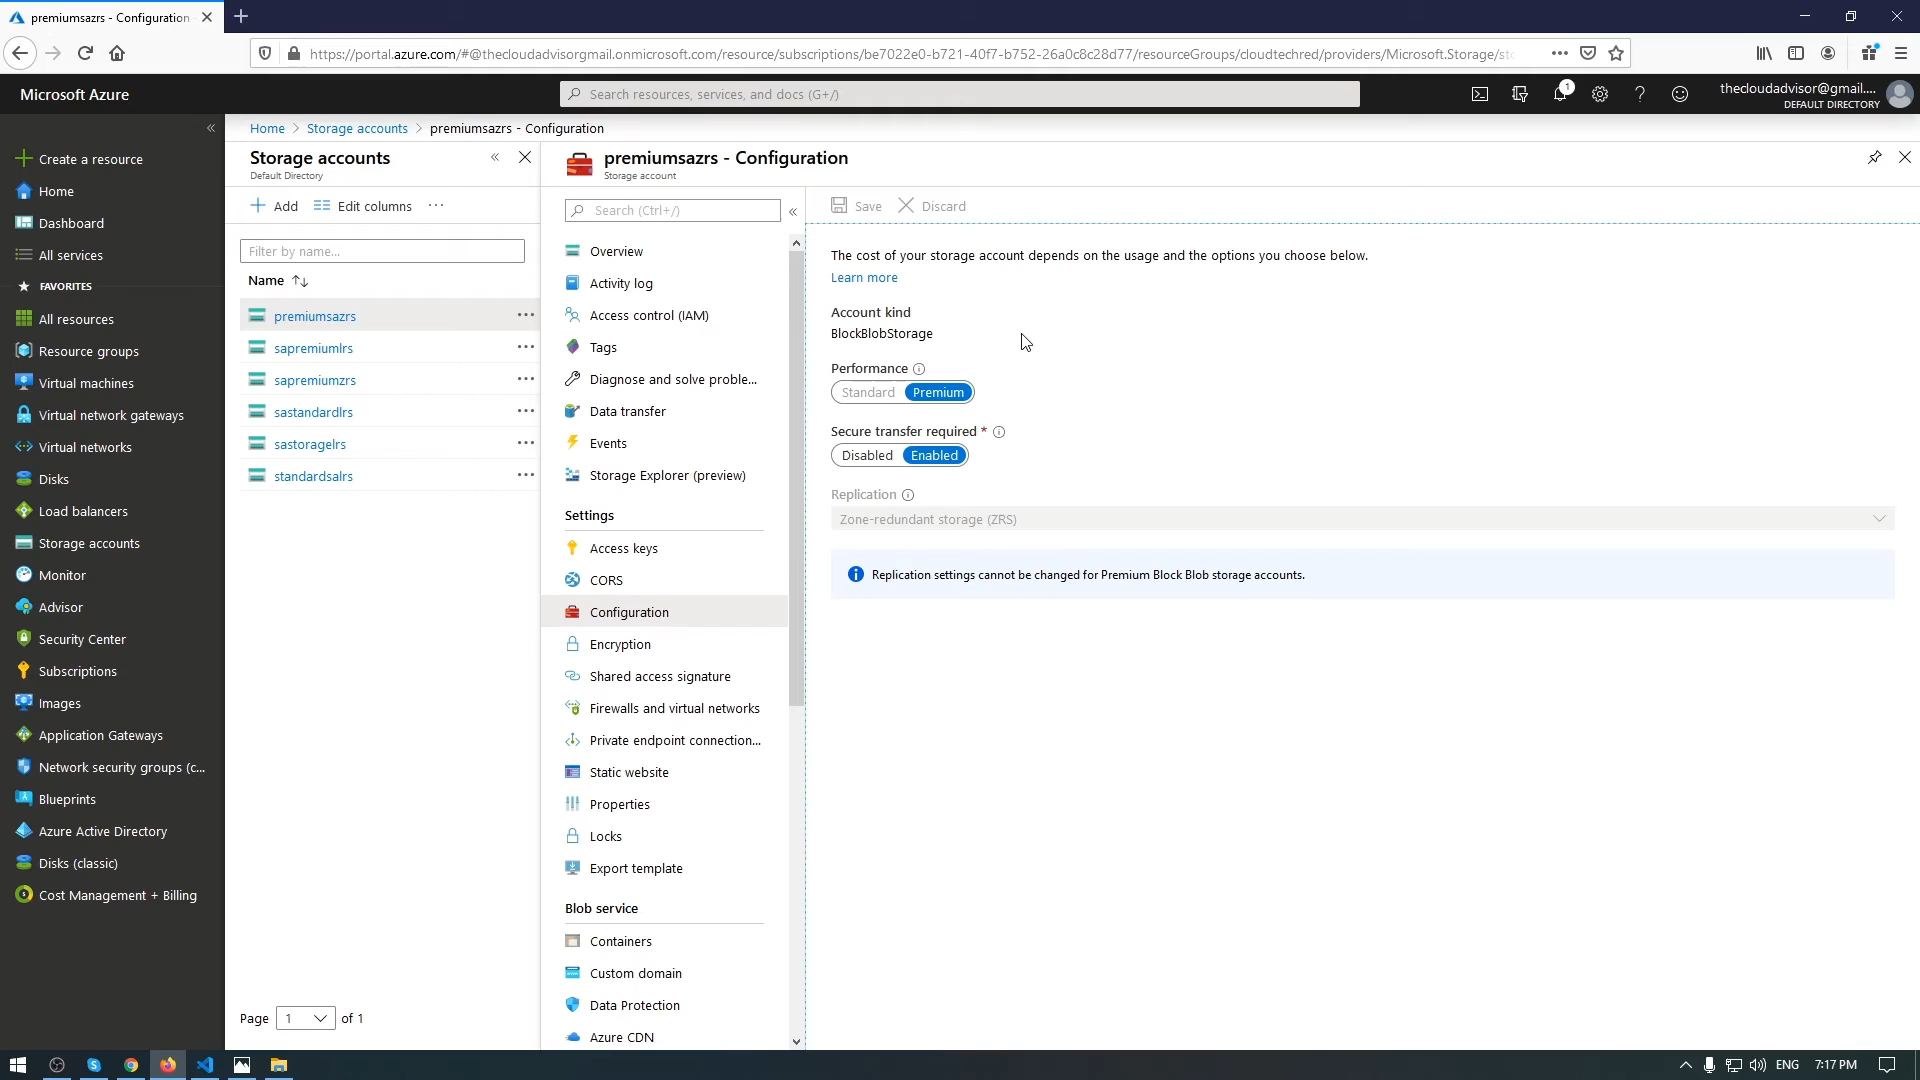 premiumsazrs - Configuration
https://portal.azure.com/#@thecloudadvisorgmail.onmicrosoft.com/resource/subscriptions/be7022e0-b721-40f7-b752-26a0c8c28d77/resourceGroups/cloudtechred/providers/Microsoft.Storage/sto
Microsoft Azure
Search resources, services, and docs (G+/)
1
thecloudadvisor@gmail....
DEFAULT DIRECTORY
Create a resource
Home
Dashboard
All services
FAVORITES
All resources
Resource groups
Virtual machines
Virtual network gateways
Virtual networks
Disks
Load balancers
Storage accounts
Monitor
Advisor
Security Center
Subscriptions
Images
Application Gateways
Network security groups (c...
Blueprints
Azure Active Directory
Disks (classic)
Cost Management + Billing
Home > Storage accounts > premiumsazrs - Configuration
Storage accounts
Default Directory
Add
Edit columns
Filter by name...
Name
premiumsazrs
sapremiumlrs
sapremiumzrs
sastandardlrs
sastoragelrs
standardsalrs
Page 1 of 1
premiumsazrs - Configuration
Storage account
Search (Ctrl+/)
Overview
Activity log
Access control (IAM)
Tags
Diagnose and solve proble...
Data transfer
Events
Storage Explorer (preview)
Settings
Access keys
CORS
Configuration
Encryption
Shared access signature
Firewalls and virtual networks
Private endpoint connection...
Static website
Properties
Locks
Export template
Blob service
Containers
Custom domain
Data Protection
Azure CDN
Save
Discard
The cost of your storage account depends on the usage and the options you choose below.
Learn more
Account kind
BlockBlobStorage
Performance
Standard Premium
Secure transfer required *
Disabled Enabled
Replication
Zone-redundant storage (ZRS)
Replication settings cannot be changed for Premium Block Blob storage accounts.
ENG
7:17 PM